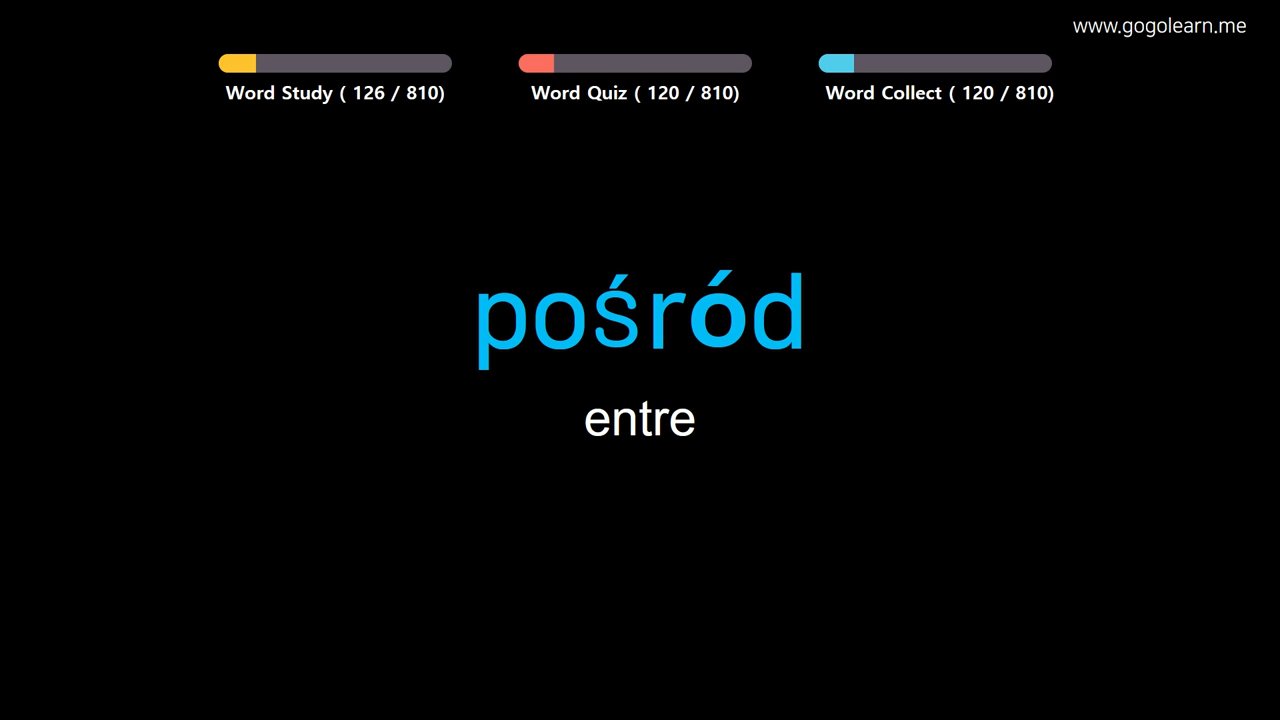 www.gogolearn.me
Word Study ( 126 / 810)
Word Quiz ( 120 / 810)
Word Collect ( 120 / 810)
pośród
entre